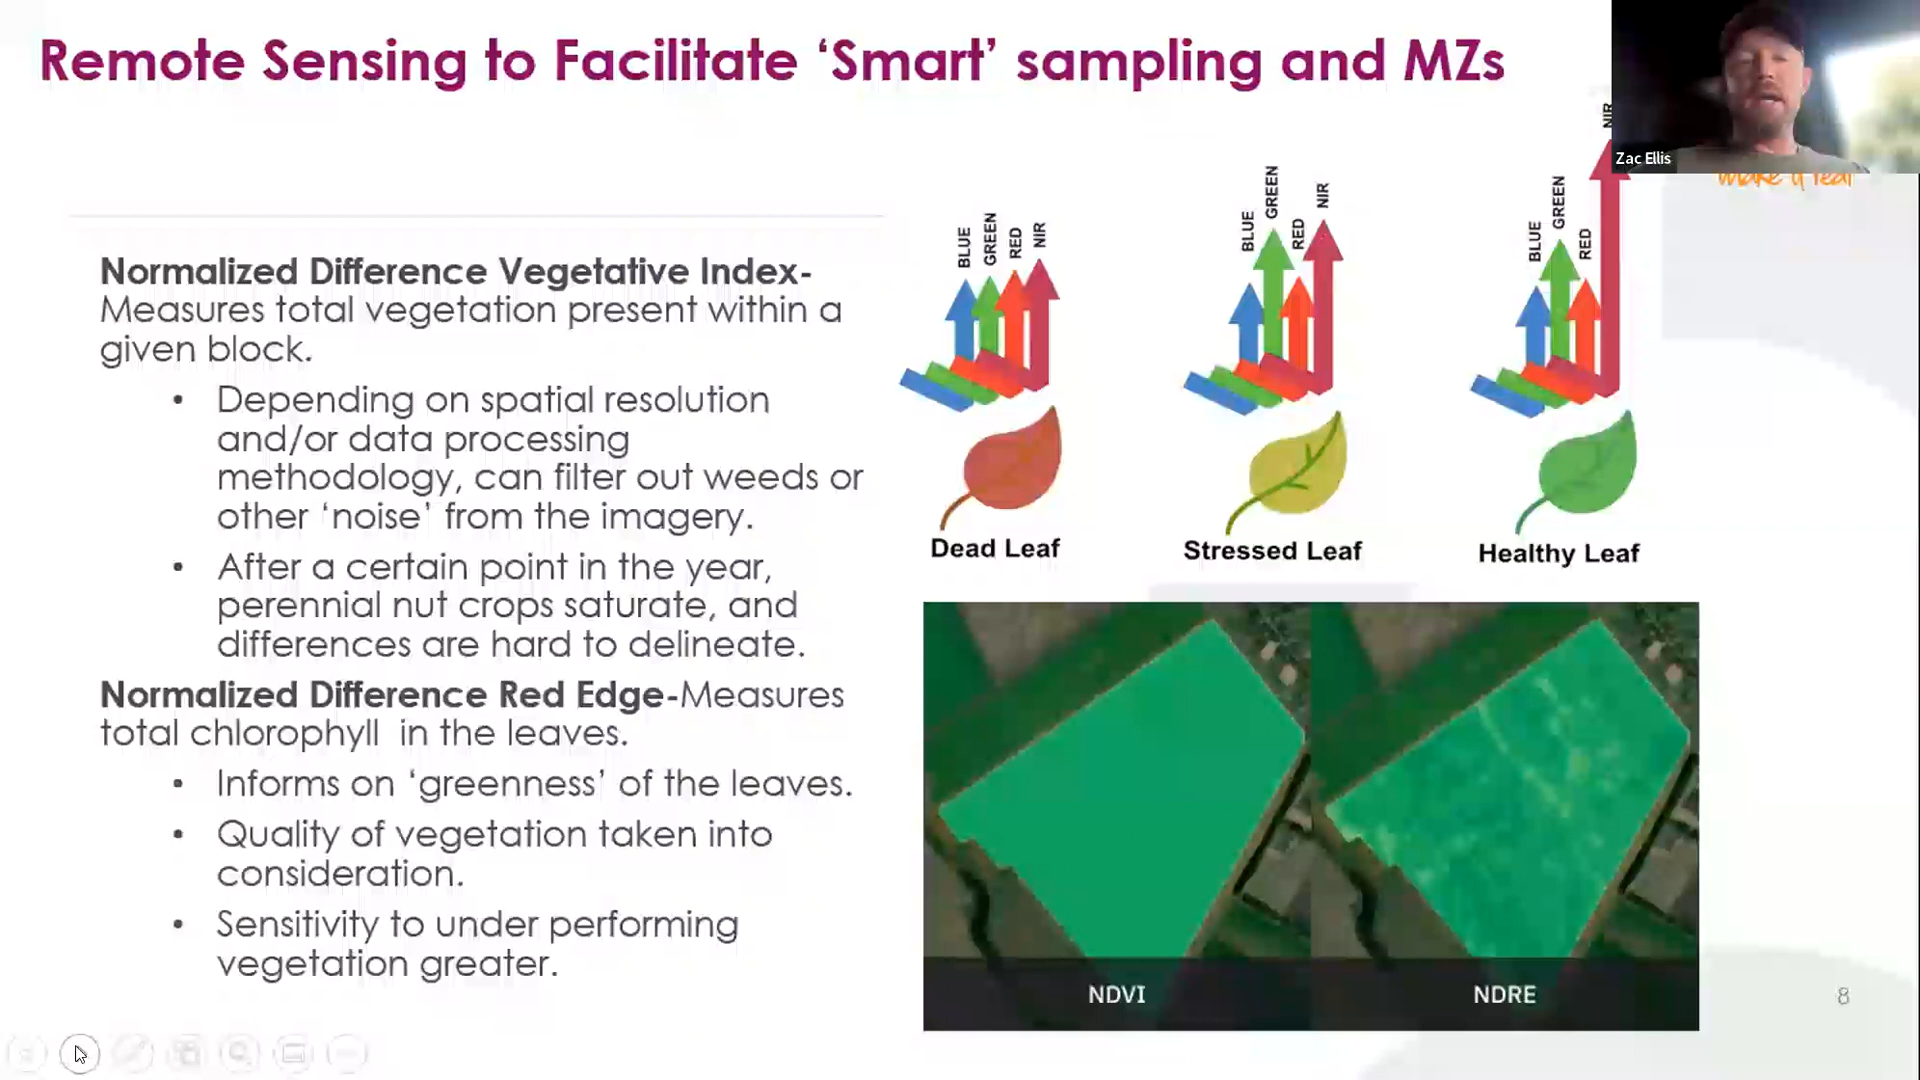 Remote Sensing to Facilitate ‘Smart’ sampling and MZs
Zac Ellis
make it real
Normalized Difference Vegetative Index-
Measures total vegetation present within a
given block.
• Depending on spatial resolution
and/or data processing
methodology, can filter out weeds or
other ‘noise’ from the imagery.
• After a certain point in the year,
perennial nut crops saturate, and
differences are hard to delineate.
Normalized Difference Red Edge-Measures
total chlorophyll in the leaves.
• Informs on ‘greenness’ of the leaves.
• Quality of vegetation taken into
consideration.
• Sensitivity to under performing
vegetation greater.
BLUE
GREEN
RED
NIR
Dead Leaf
BLUE
GREEN
RED
NIR
Stressed Leaf
BLUE
GREEN
RED
NIR
Healthy Leaf
NDVI
NDRE
8